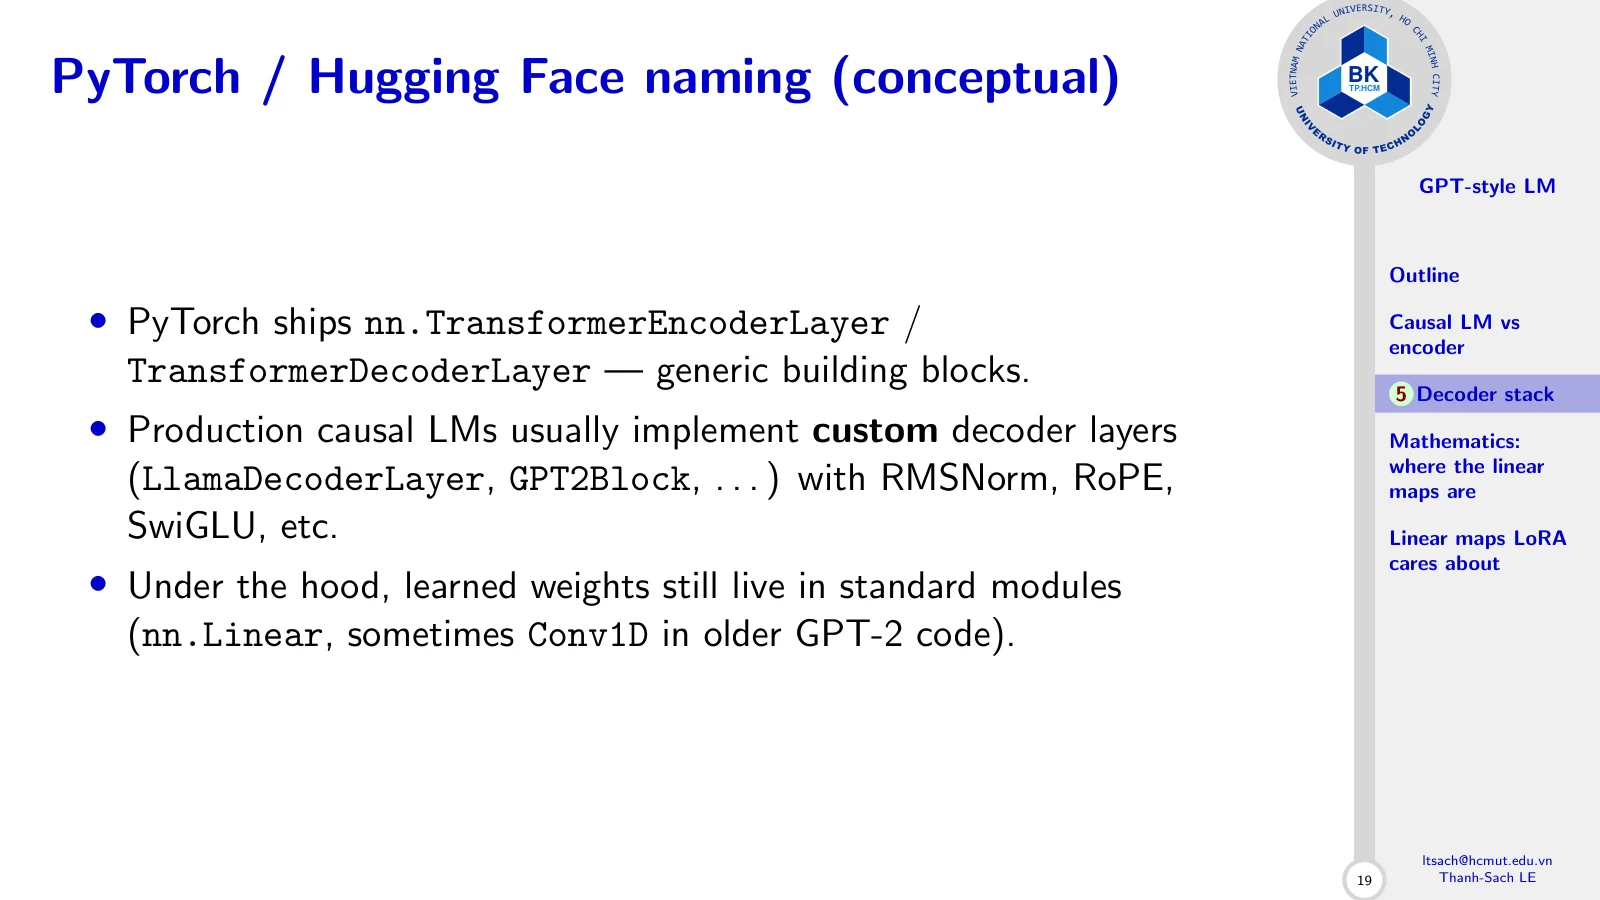 PyTorch / Hugging Face naming (conceptual)
• PyTorch ships nn.TransformerEncoderLayer /
TransformerDecoderLayer — generic building blocks.
• Production causal LMs usually implement custom decoder layers
(LlamaDecoderLayer, GPT2Block, ...) with RMSNorm, RoPE,
SwiGLU, etc.
• Under the hood, learned weights still live in standard modules
(nn.Linear, sometimes Conv1D in older GPT-2 code).
VIETNAM NATIONAL UNIVERSITY, HO CHI MINH CITY
BK
TP.HCM
UNIVERSITY OF TECHNOLOGY
GPT-style LM
Outline
Causal LM vs
encoder
5 Decoder stack
Mathematics:
where the linear
maps are
Linear maps LoRA
cares about
ltsach@hcmut.edu.vn
Thanh-Sach LE
19